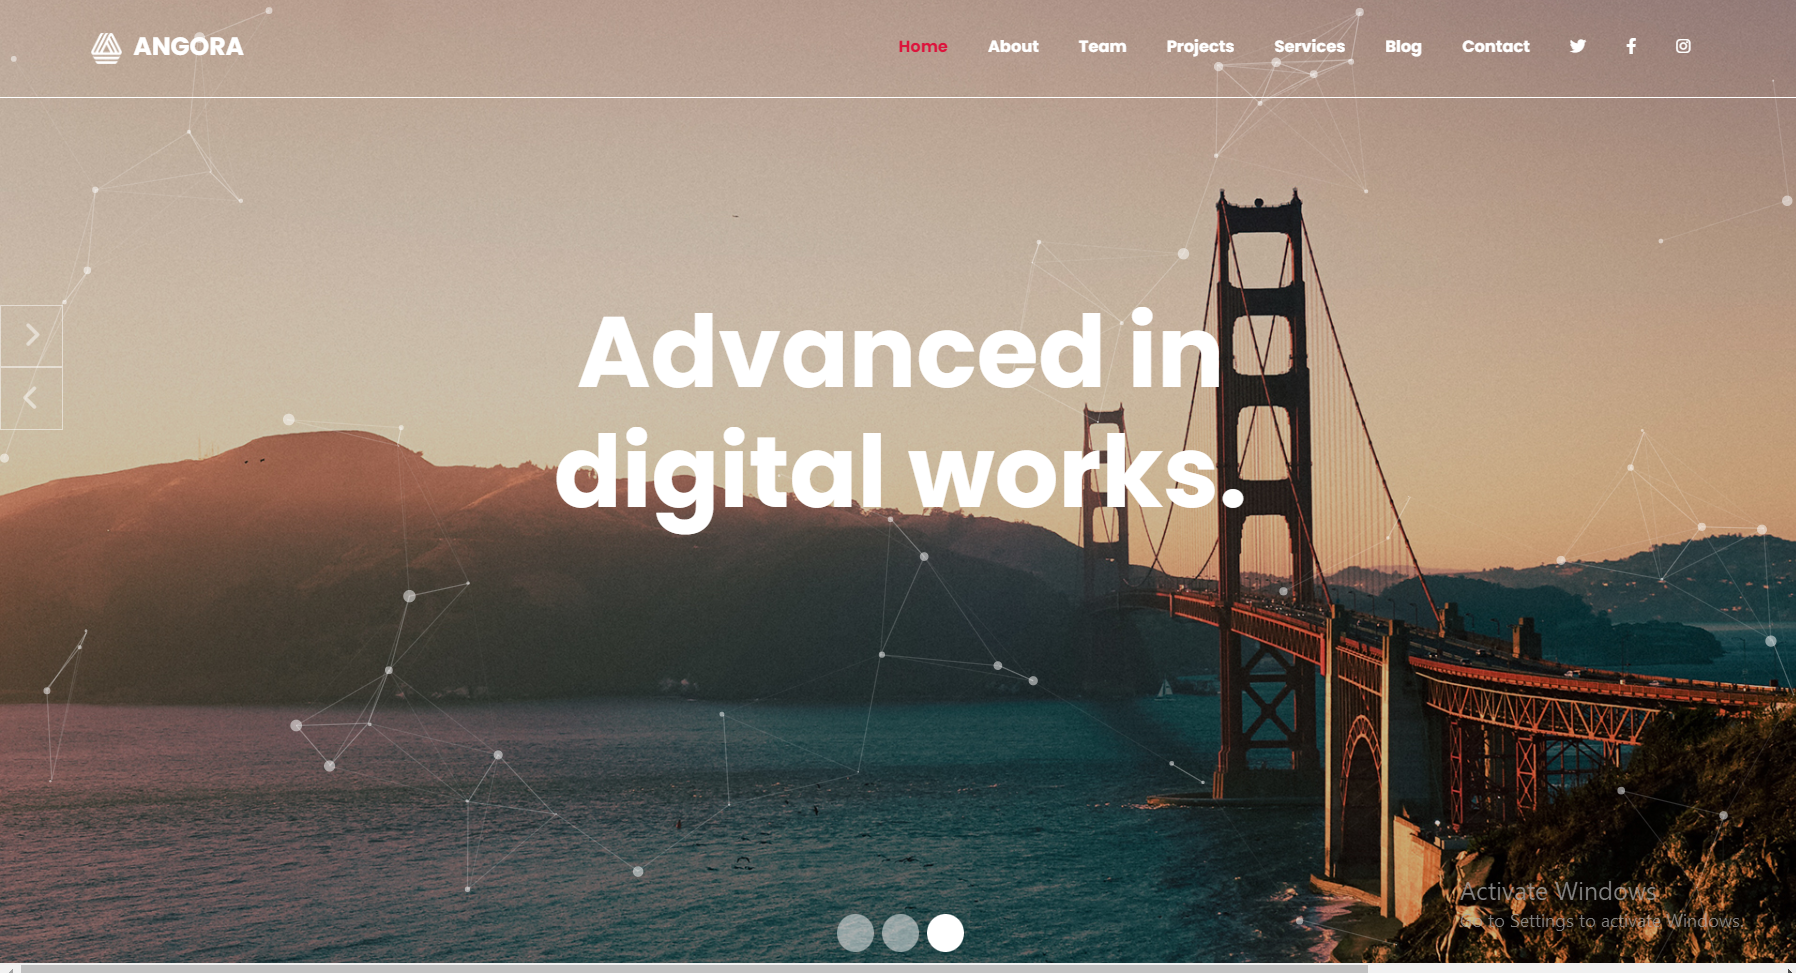 ANGORA
Home About Team Projects Services Blog Contact
Advanced in
digital works.
Activate Windows
Go to Settings to activate Windows.